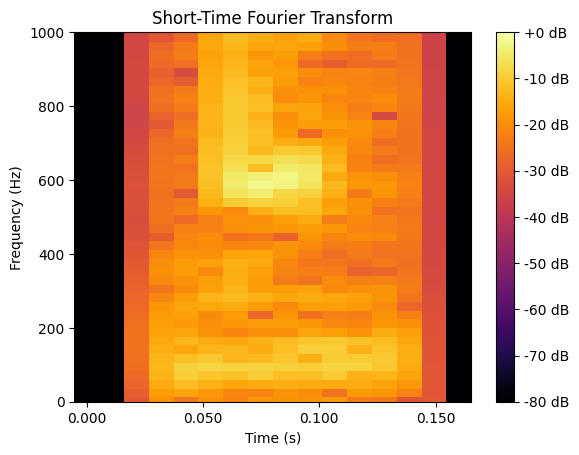 Short-Time Fourier Transform
1000
800
600
400
200
0
Frequency (Hz)
0.000
0.050
0.100
0.150
Time (s)
+0 dB
-10 dB
-20 dB
-30 dB
-40 dB
-50 dB
-60 dB
-70 dB
-80 dB